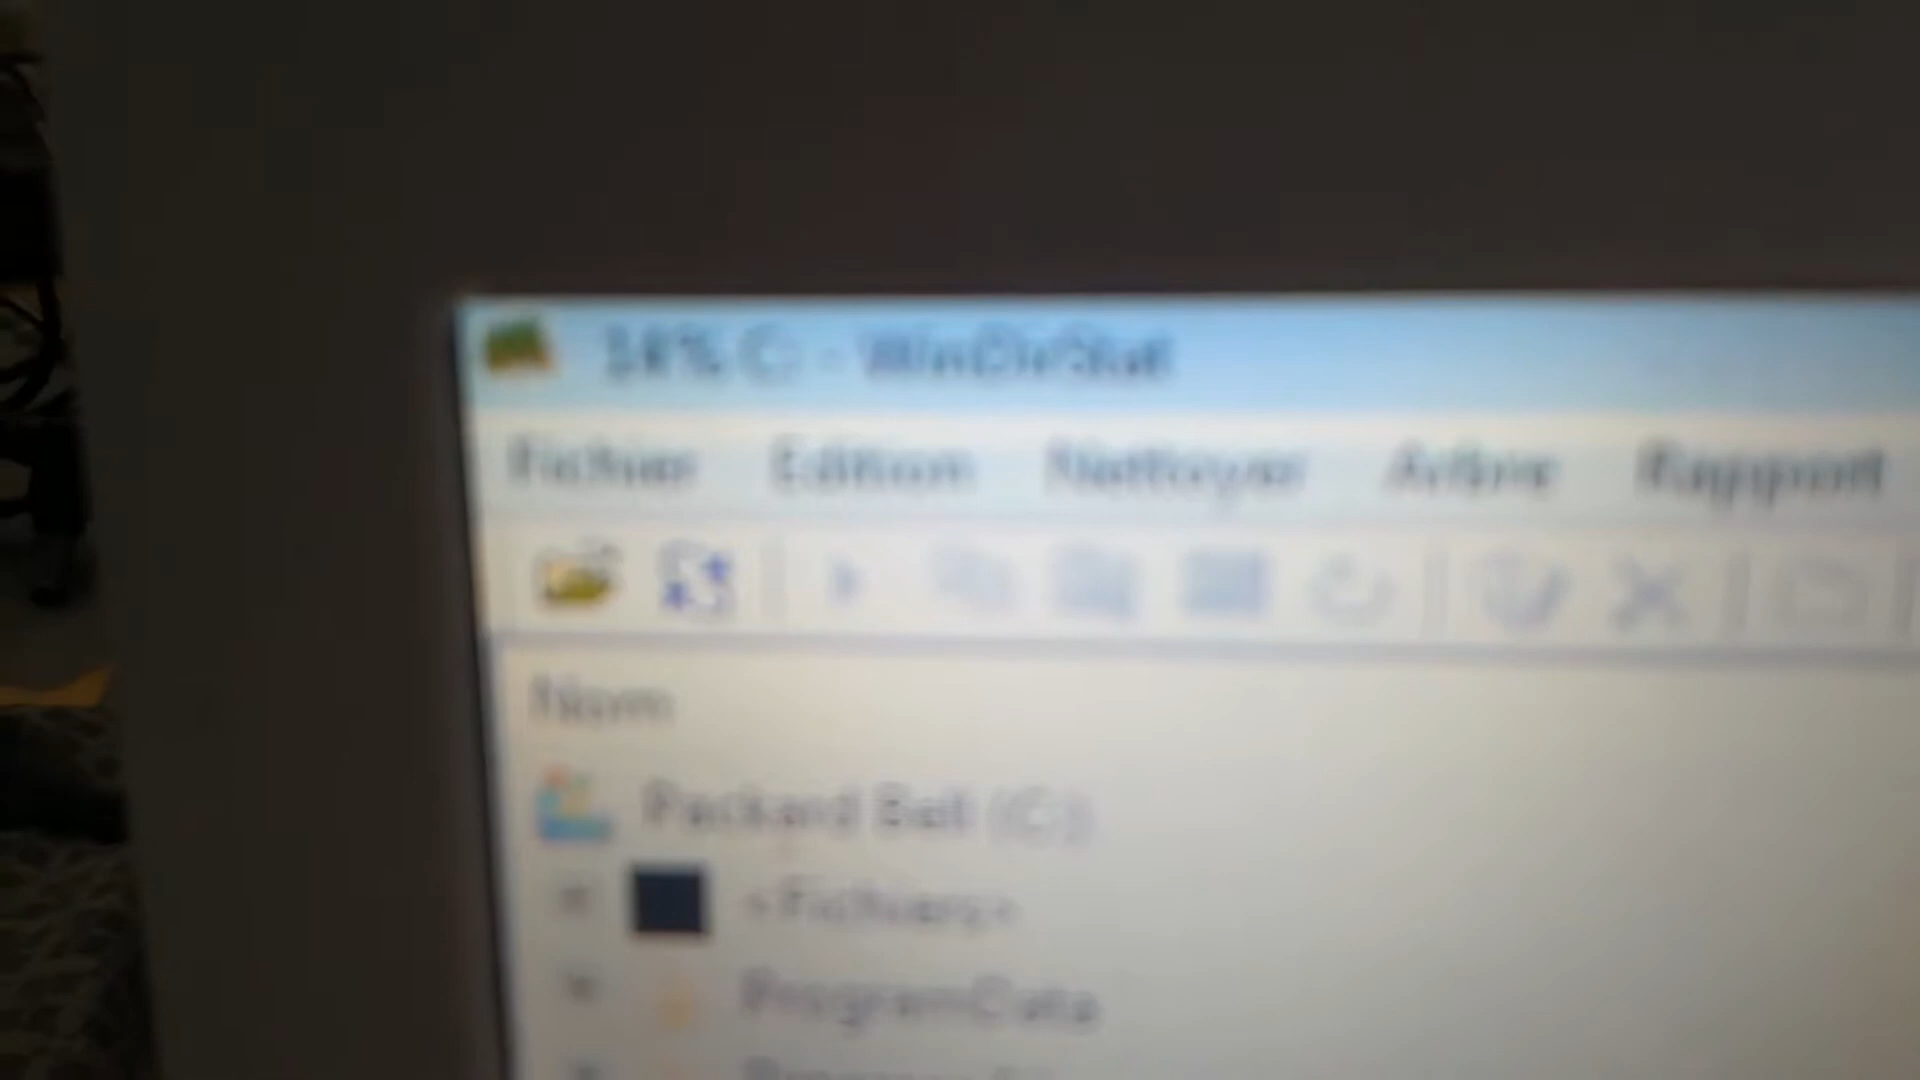 C: - WinDirStat
Fichier Edition Nettoyer Arbre Rapport
Nom
Packard Bell (C:)
<Fichiers>
ProgramData